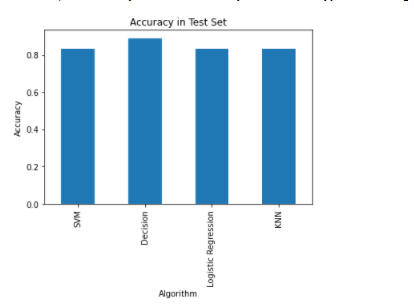 Accuracy in Test Set
Accuracy
0.8
0.6
0.4
0.2
0.0
SVM
Decision
Logistic Regression
KNN
Algorithm